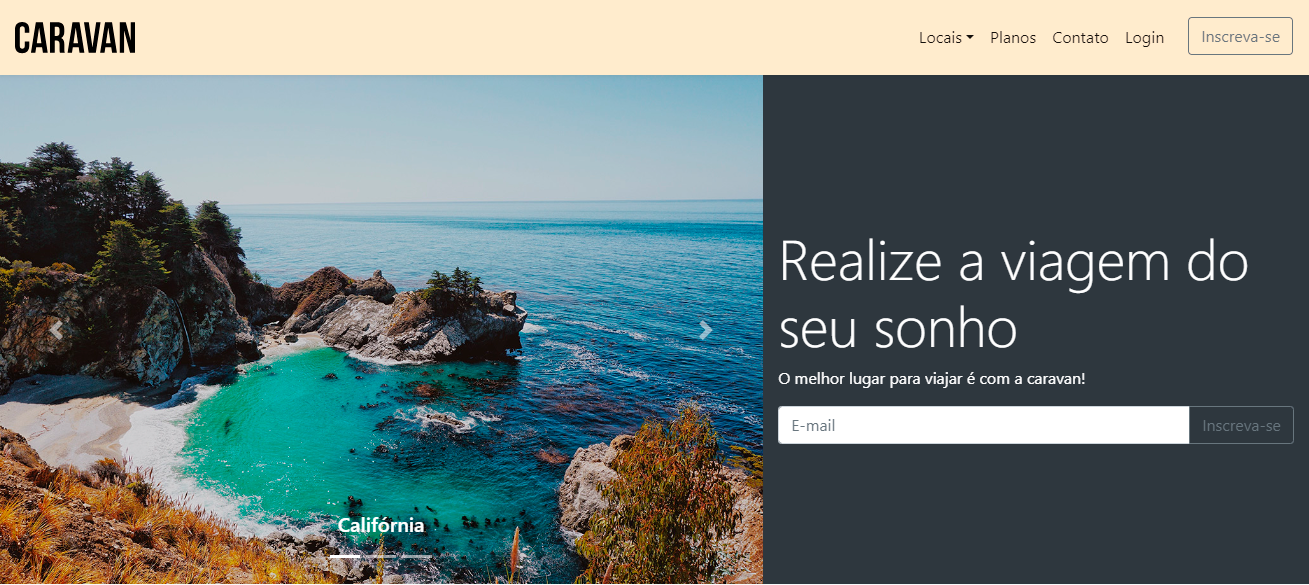 CARAVAN
Locais Planos Contato Login Inscreva-se
Realize a viagem do
seu sonho
O melhor lugar para viajar é com a caravan!
E-mail Inscreva-se
Califórnia